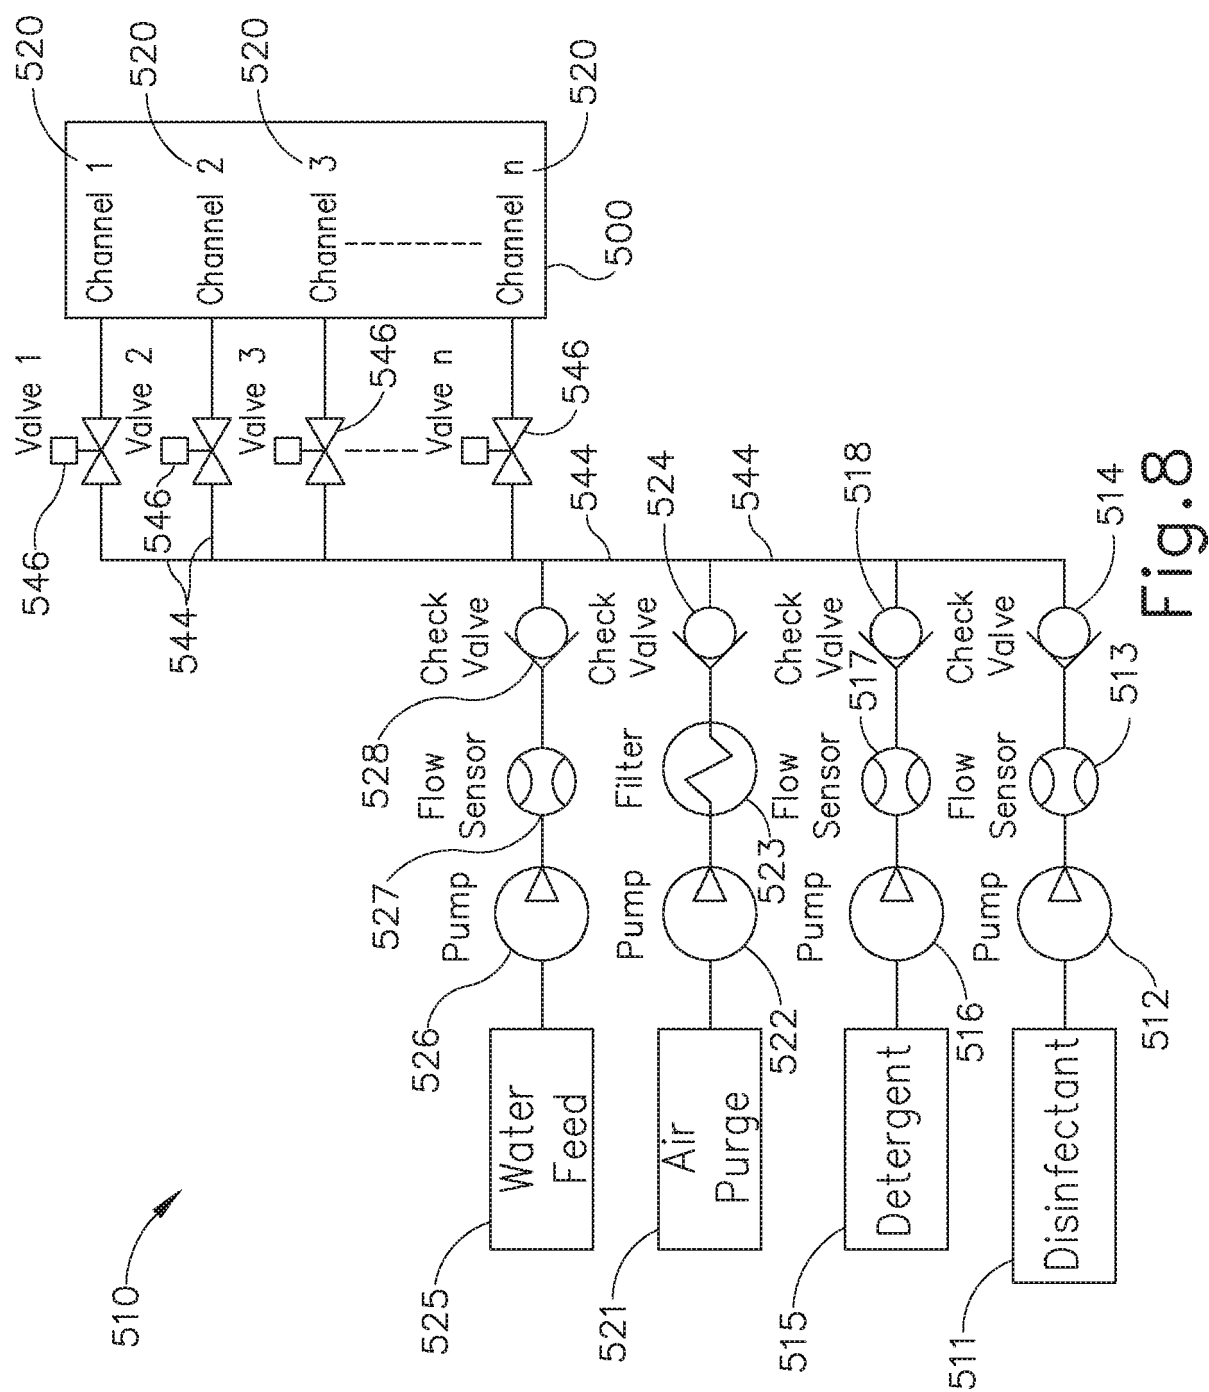 510
525
Water
Feed
526
Pump
527
Flow
Sensor
528
Check
Valve
521
Air
Purge
522
Pump
523
Filter
Check
Valve
524
515
Detergent
516
Pump
Flow
Sensor
517
Check
Valve
518
511
Disinfectant
512
Pump
Flow
Sensor
513
Check
Valve
514
544
544
544
546
Valve 1
546
Valve 2
Valve 3
546
Valve n
546
Channel 1
520
Channel 2
520
Channel 3
520
Channel n
520
500
Fig.8